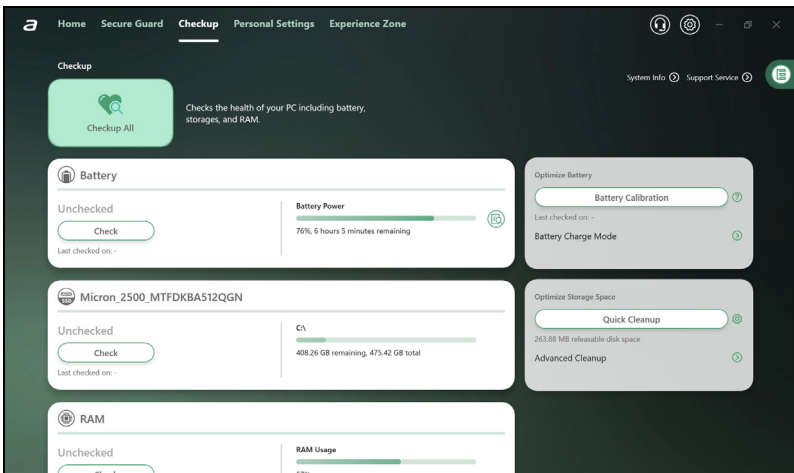 a
Home Secure Guard Checkup Personal Settings Experience Zone
Checkup
System Info Support Service
Checkup All
Checks the health of your PC including battery,
storages, and RAM.
Battery
Unchecked
Check
Last checked on: -
Battery Power
76%, 6 hours 5 minutes remaining
Optimize Battery
Battery Calibration
?
Last checked on: -
Battery Charge Mode
SSD
Micron_2500_MTFDKBA512QGN
Unchecked
Check
Last checked on: -
C:\
408.26 GB remaining, 475.42 GB total
Optimize Storage Space
Quick Cleanup
263.88 MB releasable disk space
Advanced Cleanup
RAM
Unchecked
Check
RAM Usage
57%